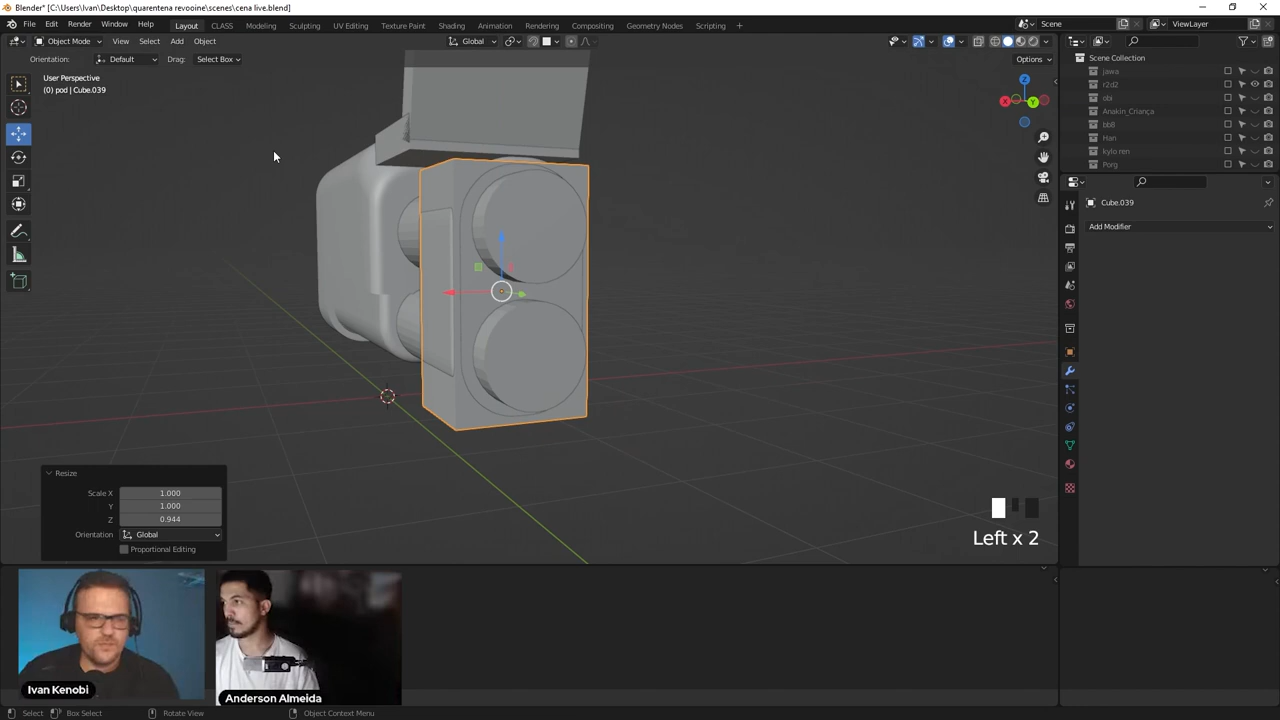 Blender* [C:\Users\Ivan\Desktop\quarentena revooine\scenes\cena live.blend]
File Edit Render Window Help Layout CLASS Modeling Sculpting UV Editing Texture Paint Shading Animation Rendering Compositing Geometry Nodes Scripting + Scene ViewLayer
Object Mode View Select Add Object Global
Orientation: Default Drag: Select Box Options
User Perspective
(0) pod | Cube.039
Z
X Y
Scene Collection
jawa
r2d2
obi
Anakin_Criança
bb8
Han
kylo ren
Porg
Cube.039
Add Modifier
Resize
Scale X 1.000
Y 1.000
Z 0.944
Orientation Global
Proportional Editing
Left x 2
Ivan Kenobi
Anderson Almeida
Select Box Select Rotate View Object Context Menu